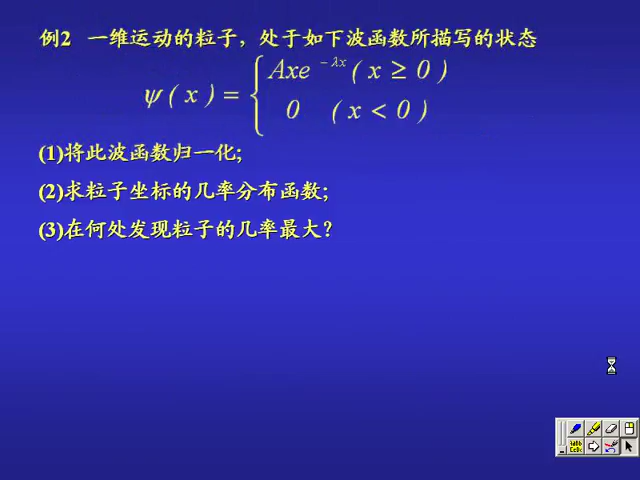 例2 一维运动的粒子，处于如下波函数所描写的状态
ψ(x) = { Axe^{-λx} (x ≥ 0)
0 (x < 0)
(1)将此波函数归一化;
(2)求粒子坐标的几率分布函数;
(3)在何处发现粒子的几率最大?